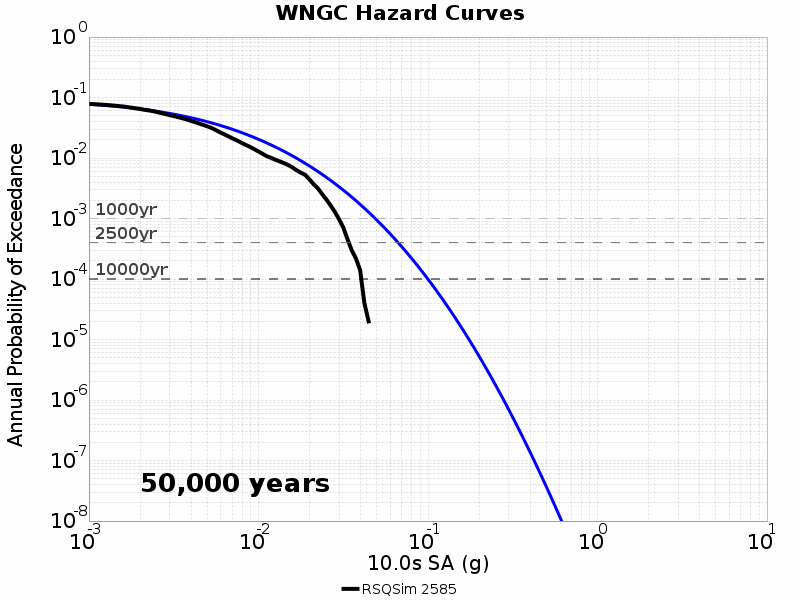 WNGC Hazard Curves
10^0
10^-1
10^-2
10^-3
10^-4
10^-5
10^-6
10^-7
10^-8
Annual Probability of Exceedance
1000yr
2500yr
10000yr
50,000 years
10^-3 10^-2 10^-1 10^0 10^1
10.0s SA (g)
RSQSim 2585